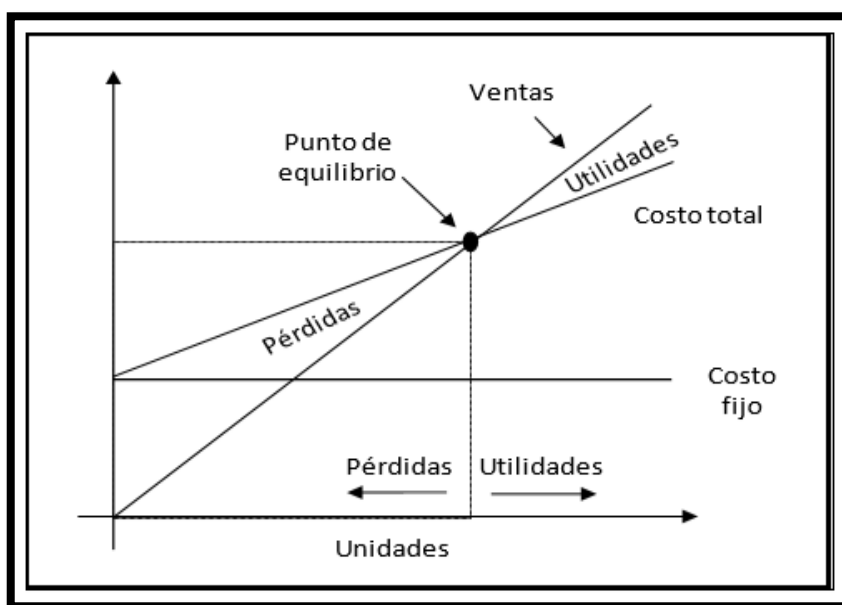 Ventas
Punto de
equilibrio
Utilidades
Costo total
Pérdidas
Costo
fijo
Pérdidas
Utilidades
Unidades